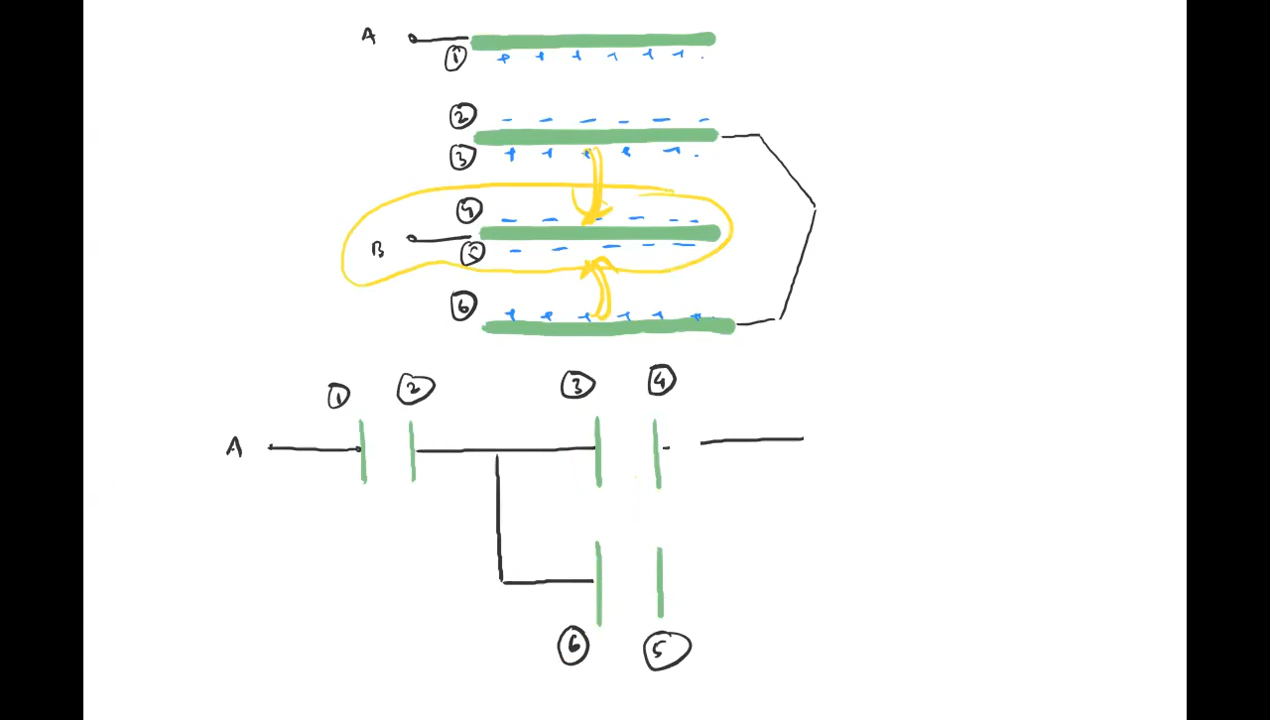 A
①
②
③
④
B
⑤
⑥
① ② ③ ④
A
⑥ ⑤